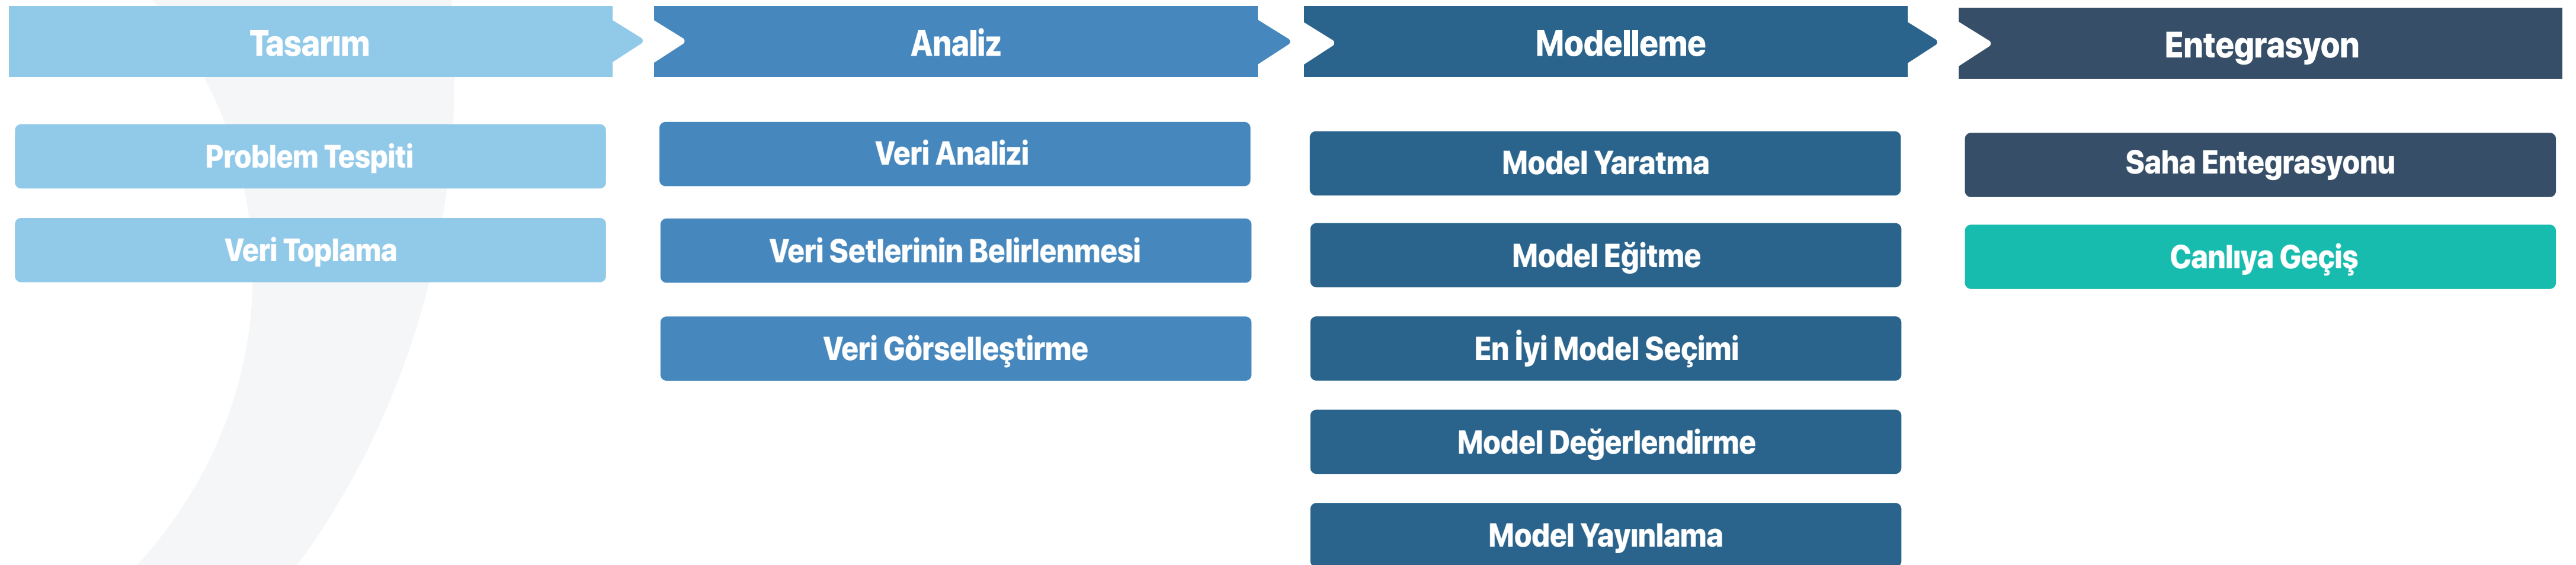 Tasarım
Problem Tespiti
Veri Toplama
Analiz
Veri Analizi
Veri Setlerinin Belirlenmesi
Veri Görselleştirme
Modelleme
Model Yaratma
Model Eğitme
En İyi Model Seçimi
Model Değerlendirme
Model Yayınlama
Entegrasyon
Saha Entegrasyonu
Canlıya Geçiş